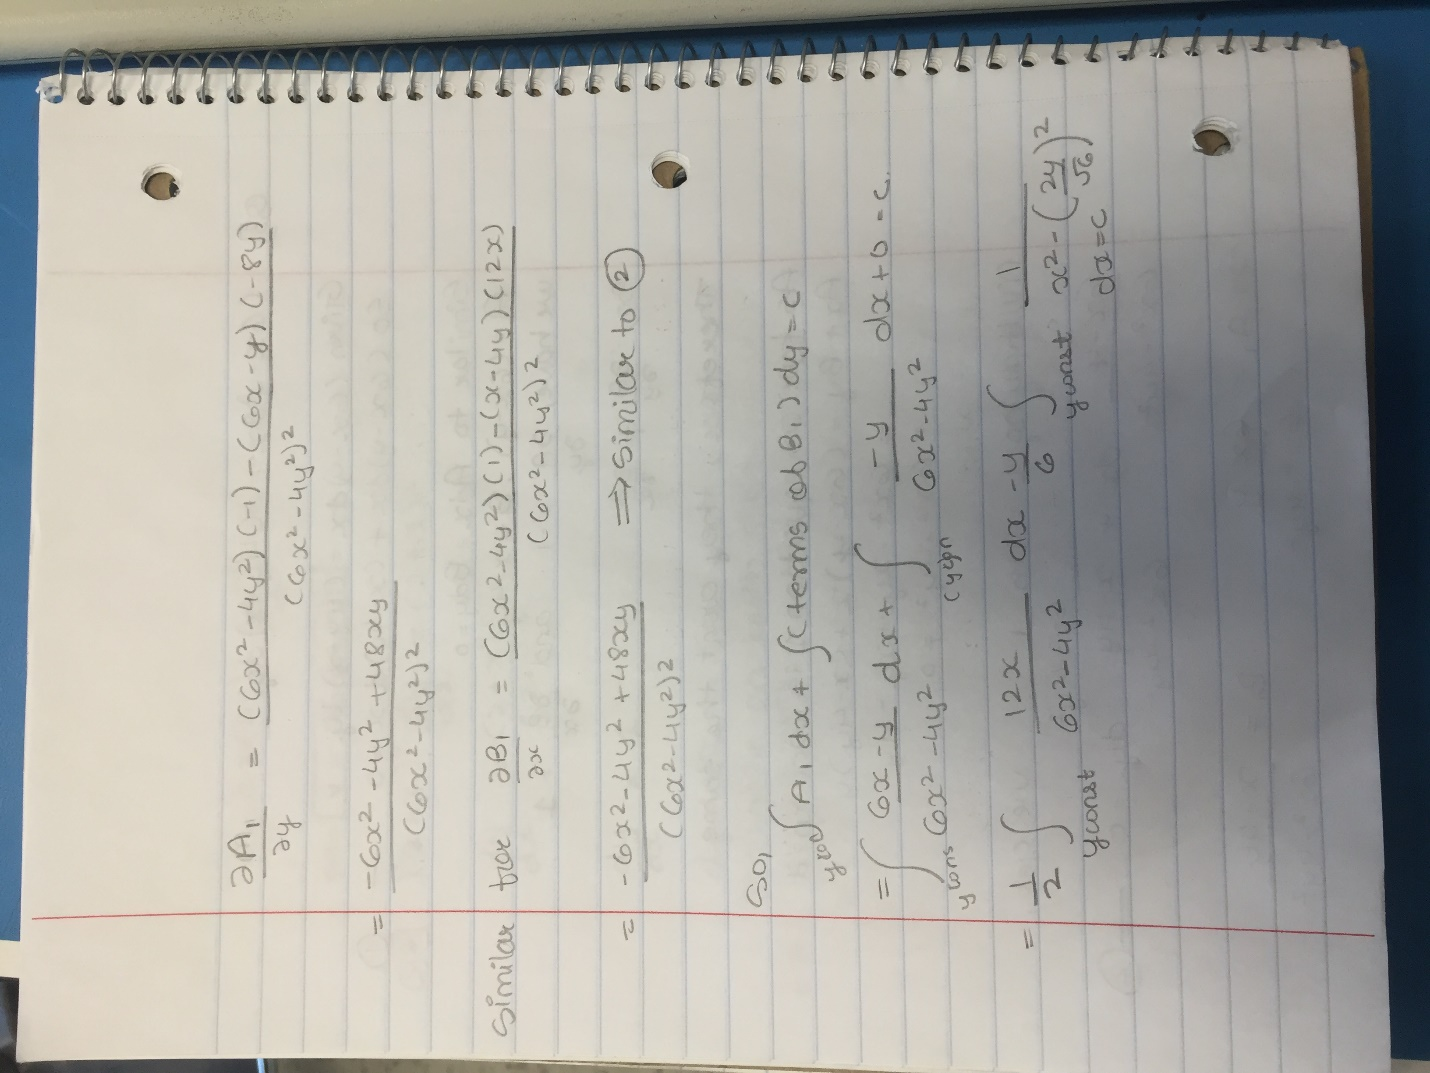 ∂A₁/∂y = (6x²-4y²)(-1)-(6x-y)(-8y) / (6x²-4y²)²
= -6x²-4y²+48xy / (6x²-4y²)²
Similar for ∂B₁/∂x = (6x²-4y²)(1)-(x-4y)(12x) / (6x²-4y²)²
= -6x²-4y²+48xy / (6x²-4y²)² ⇒ similar to ②
So,
∫ A₁ dx + ∫(terms of B₁) dy = c
= ∫ycons 6x-y / 6x²-4y² dx + ∫ -y / 6x²-4y² dx + 0 = c.
= 1/2 ∫yconst 12x / 6x²-4y² dx - y/6 ∫yconst 1 / x²-(2y/√6)²
dx = c